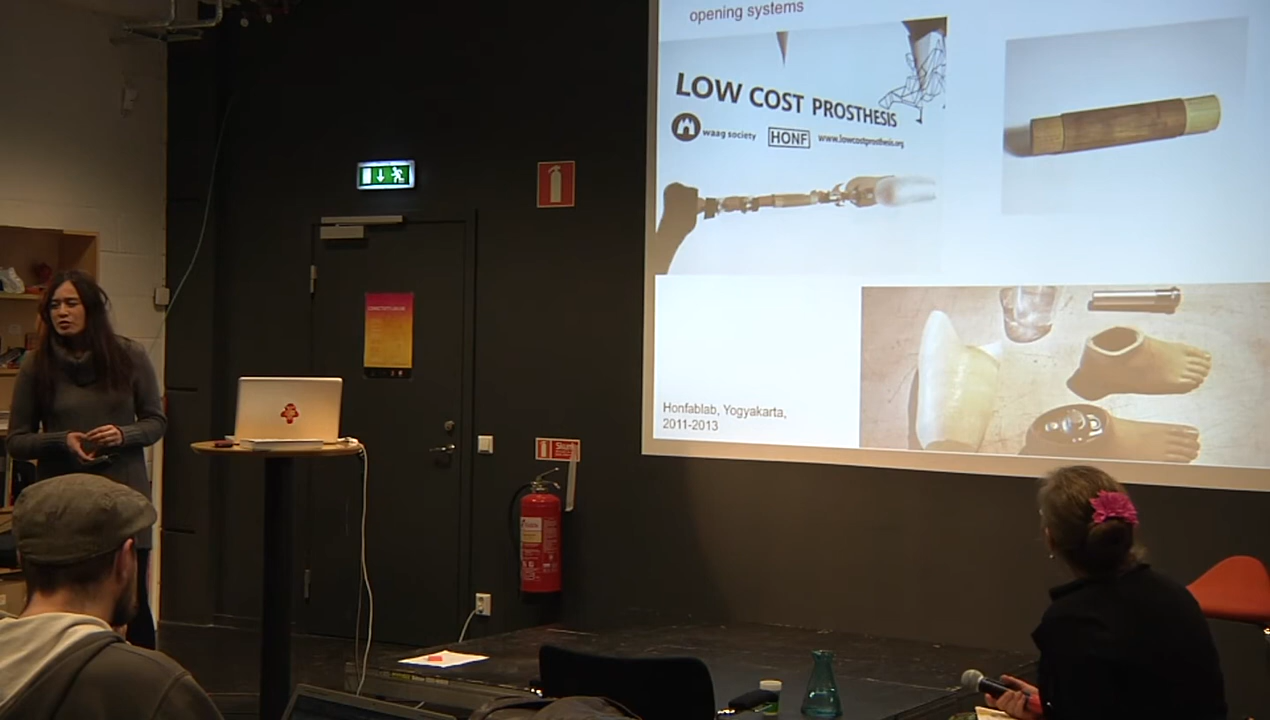 opening systems
LOW COST PROSTHESIS
waag society
HONF
www.lowcostprosthesis.org
Honfablab, Yogyakarta,
2011-2013